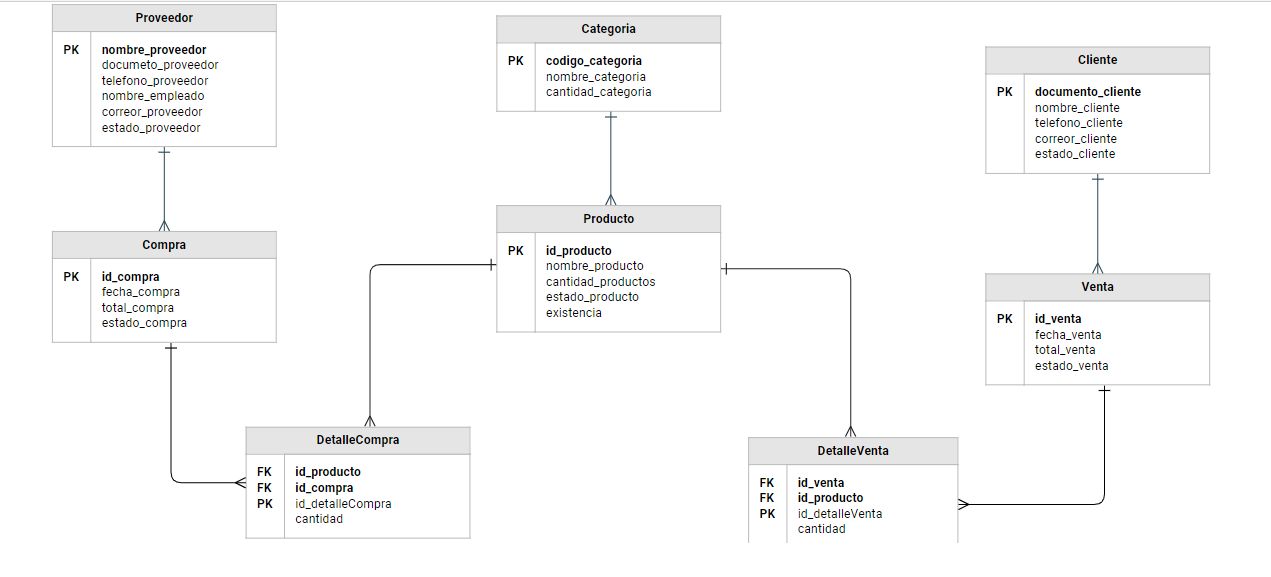 Proveedor
PK nombre_proveedor
documeto_proveedor
telefono_proveedor
nombre_empleado
correor_proveedor
estado_proveedor
Categoria
PK codigo_categoria
nombre_categoria
cantidad_categoria
Cliente
PK documento_cliente
nombre_cliente
telefono_cliente
correor_cliente
estado_cliente
Compra
PK id_compra
fecha_compra
total_compra
estado_compra
Producto
PK id_producto
nombre_producto
cantidad_productos
estado_producto
existencia
Venta
PK id_venta
fecha_venta
total_venta
estado_venta
DetalleCompra
FK id_producto
FK id_compra
PK id_detalleCompra
cantidad
DetalleVenta
FK id_venta
FK id_producto
PK id_detalleVenta
cantidad